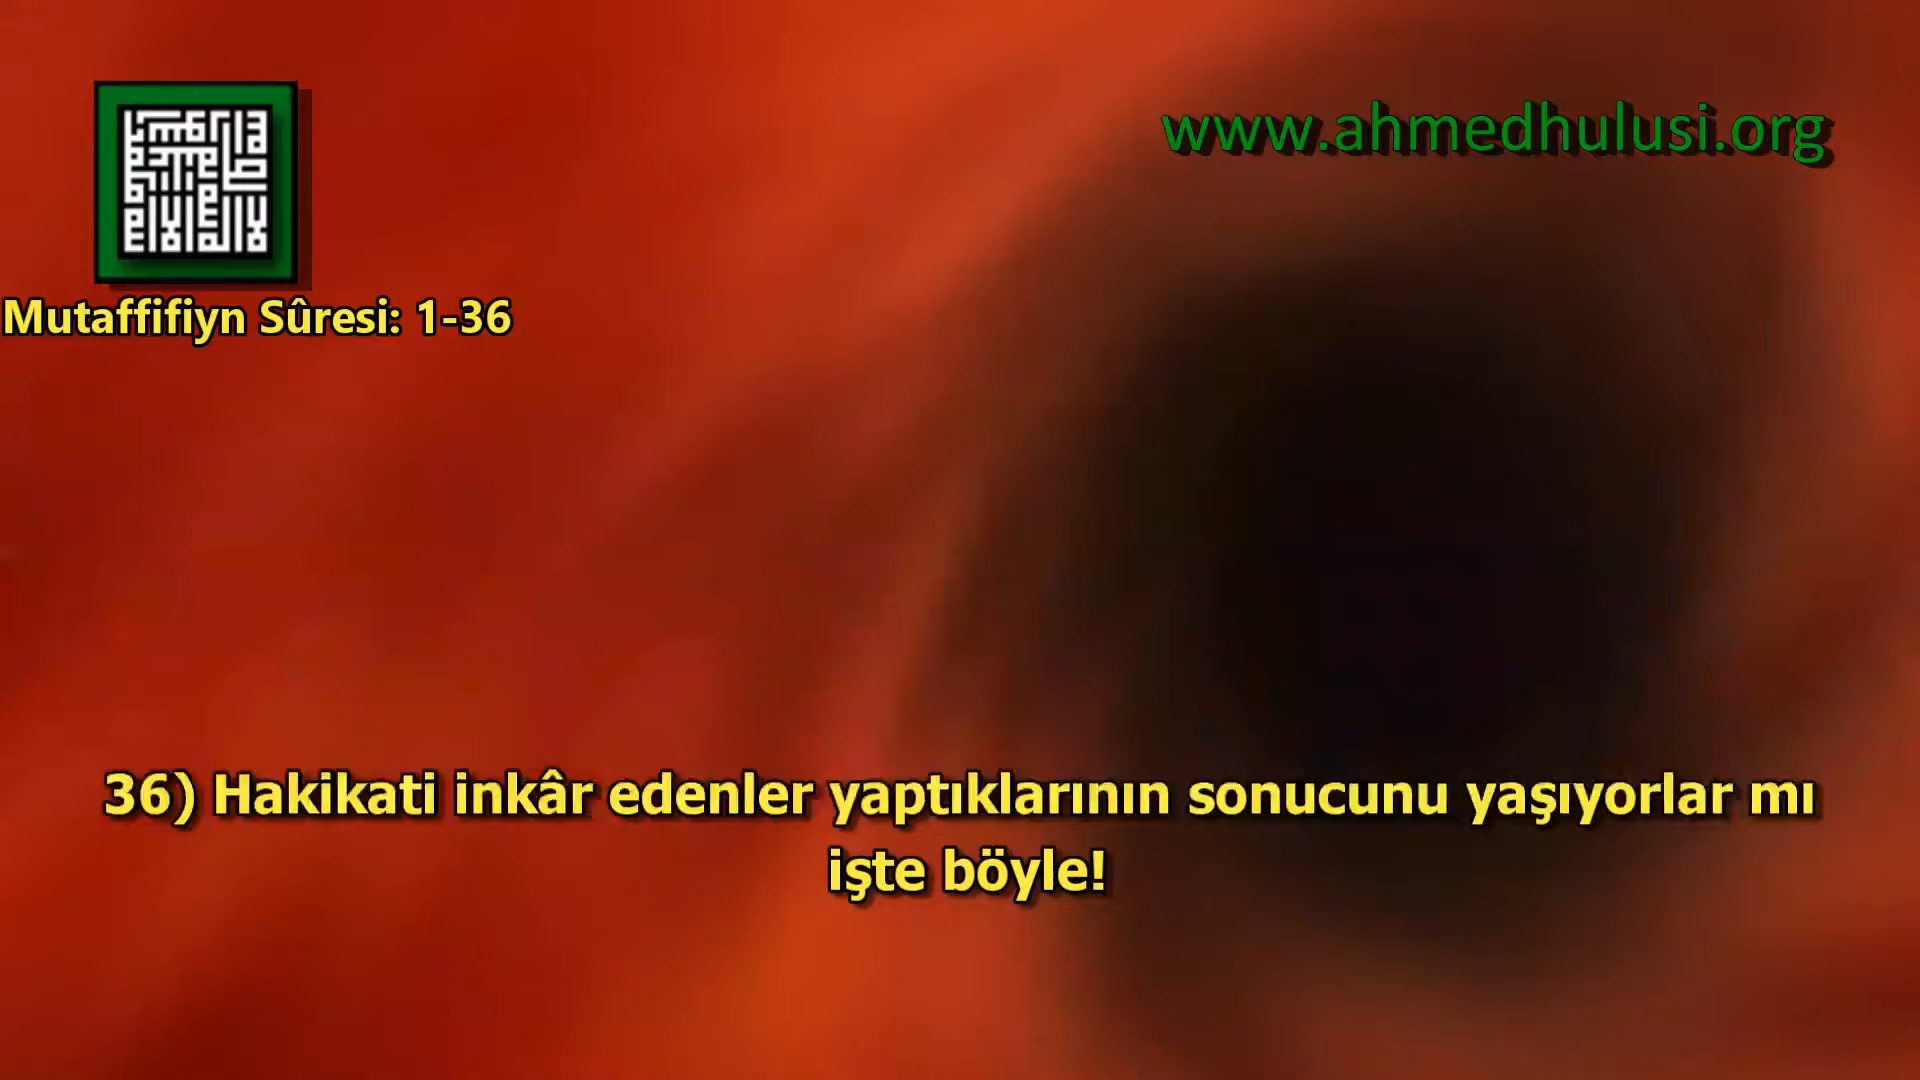 www.ahmedhulusi.org
Mutaffifiyn Sûresi: 1-36
36) Hakikati inkâr edenler yaptıklarının sonucunu yaşıyorlar mı
işte böyle!